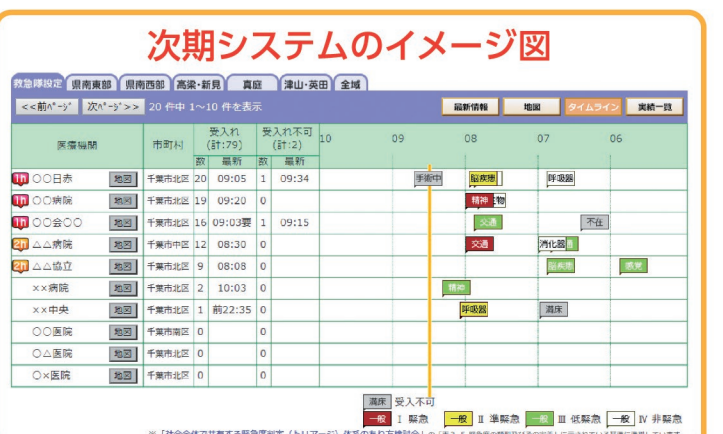 次期システムのイメージ図
救急隊設定 県南東部 県南西部 高梁・新見 真庭 津山・英田 全域
<<前ページ 次ページ>> 20 件中 1～10 件を表示 最新情報 地図 タイムライン 実績一覧
医療機関 市町村 受入れ (計:79) 受入れ不可 (計:2) 10 09 08 07 06
数 最新 数 最新
1h ○○日赤 地図 千葉市北区 20 09:05 1 09:34 手術中 脳疾患 呼吸器
1h ○○病院 地図 千葉市北区 19 09:20 0 精神 物
1h ○○会○○ 地図 千葉市北区 16 09:03要 1 09:15 交通 不在
2h △△病院 地図 千葉市中区 12 08:30 0 交通 消化器
2h △△協立 地図 千葉市北区 9 08:08 0 脳疾患 感覚
××病院 地図 千葉市北区 2 10:03 0 精神
××中央 地図 千葉市北区 1 前22:35 0 呼吸器 満床
○○医院 地図 千葉市南区 0 0
○△医院 地図 千葉市北区 0 0
○×医院 地図 千葉市北区 0 0
満床 受入不可
一般 Ⅰ 緊急 一般 Ⅱ 準緊急 一般 Ⅲ 低緊急 一般 Ⅳ 非緊急